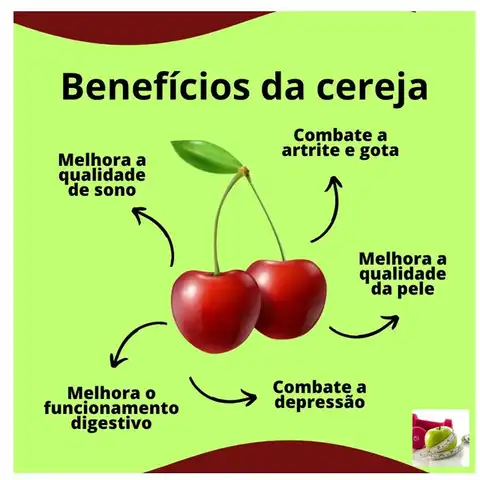 Benefícios da cereja
Combate a
artrite e gota
Melhora a
qualidade
de sono
Melhora a
qualidade
da pele
Melhora o
funcionamento
digestivo
Combate a
depressão